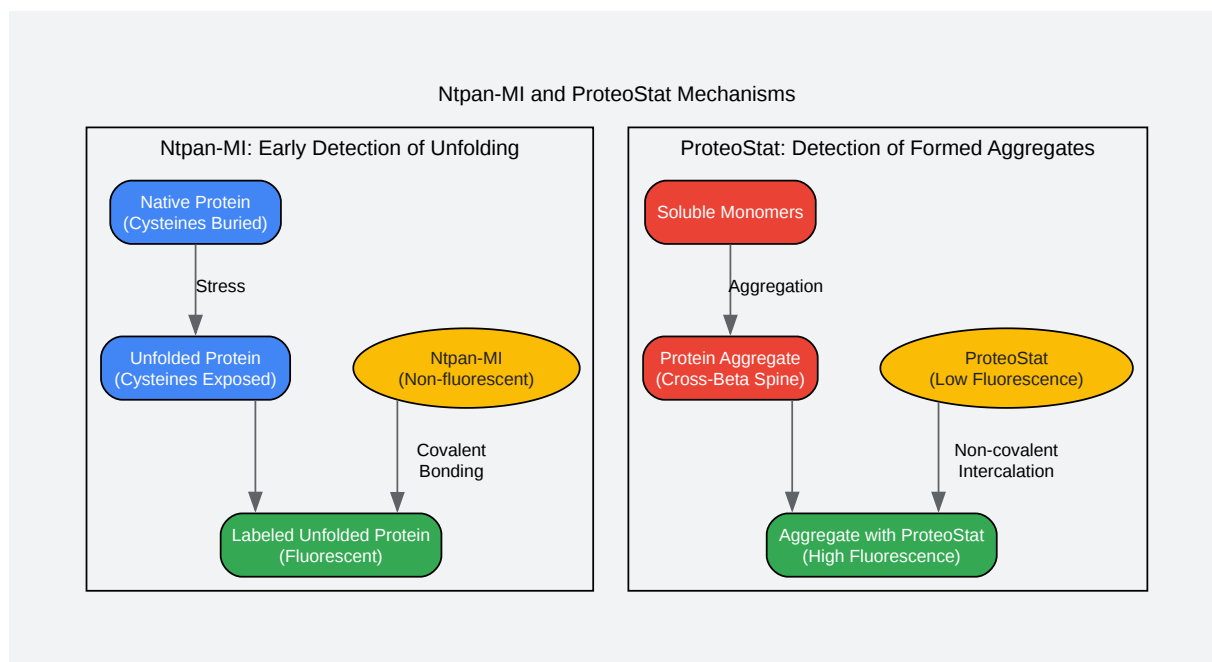 Ntpan-MI and ProteoStat Mechanisms
Ntpan-MI: Early Detection of Unfolding
Native Protein
(Cysteines Buried)
Stress
Unfolded Protein
(Cysteines Exposed)
Ntpan-MI
(Non-fluorescent)
Covalent
Bonding
Labeled Unfolded Protein
(Fluorescent)
ProteoStat: Detection of Formed Aggregates
Soluble Monomers
Aggregation
Protein Aggregate
(Cross-Beta Spine)
ProteoStat
(Low Fluorescence)
Non-covalent
Intercalation
Aggregate with ProteoStat
(High Fluorescence)